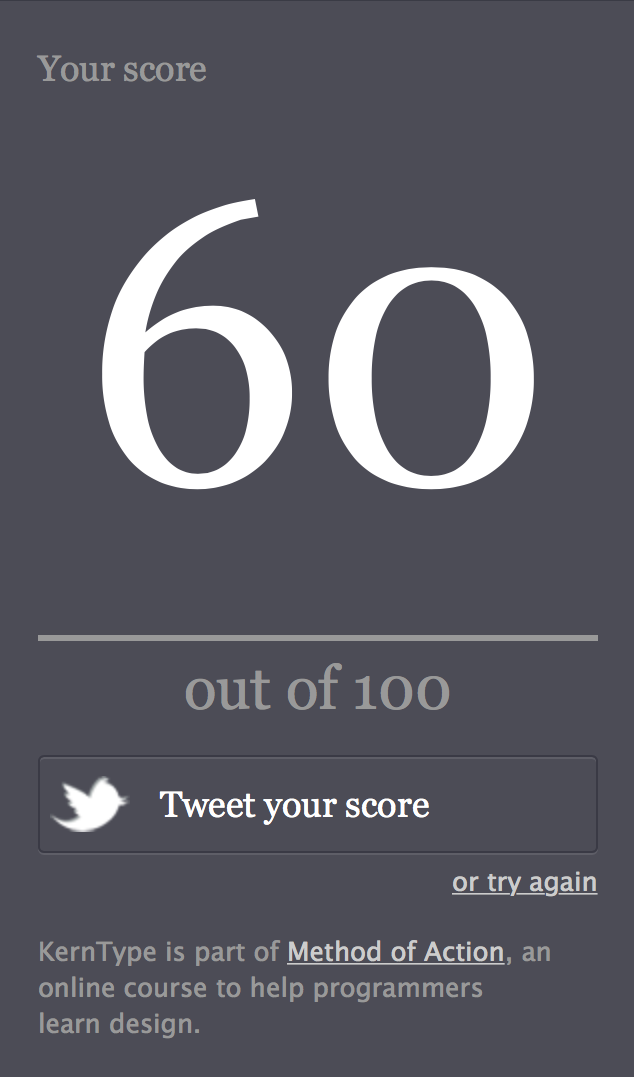 Your score
60
out of 100
Tweet your score
or try again
KernType is part of Method of Action, an
online course to help programmers
learn design.